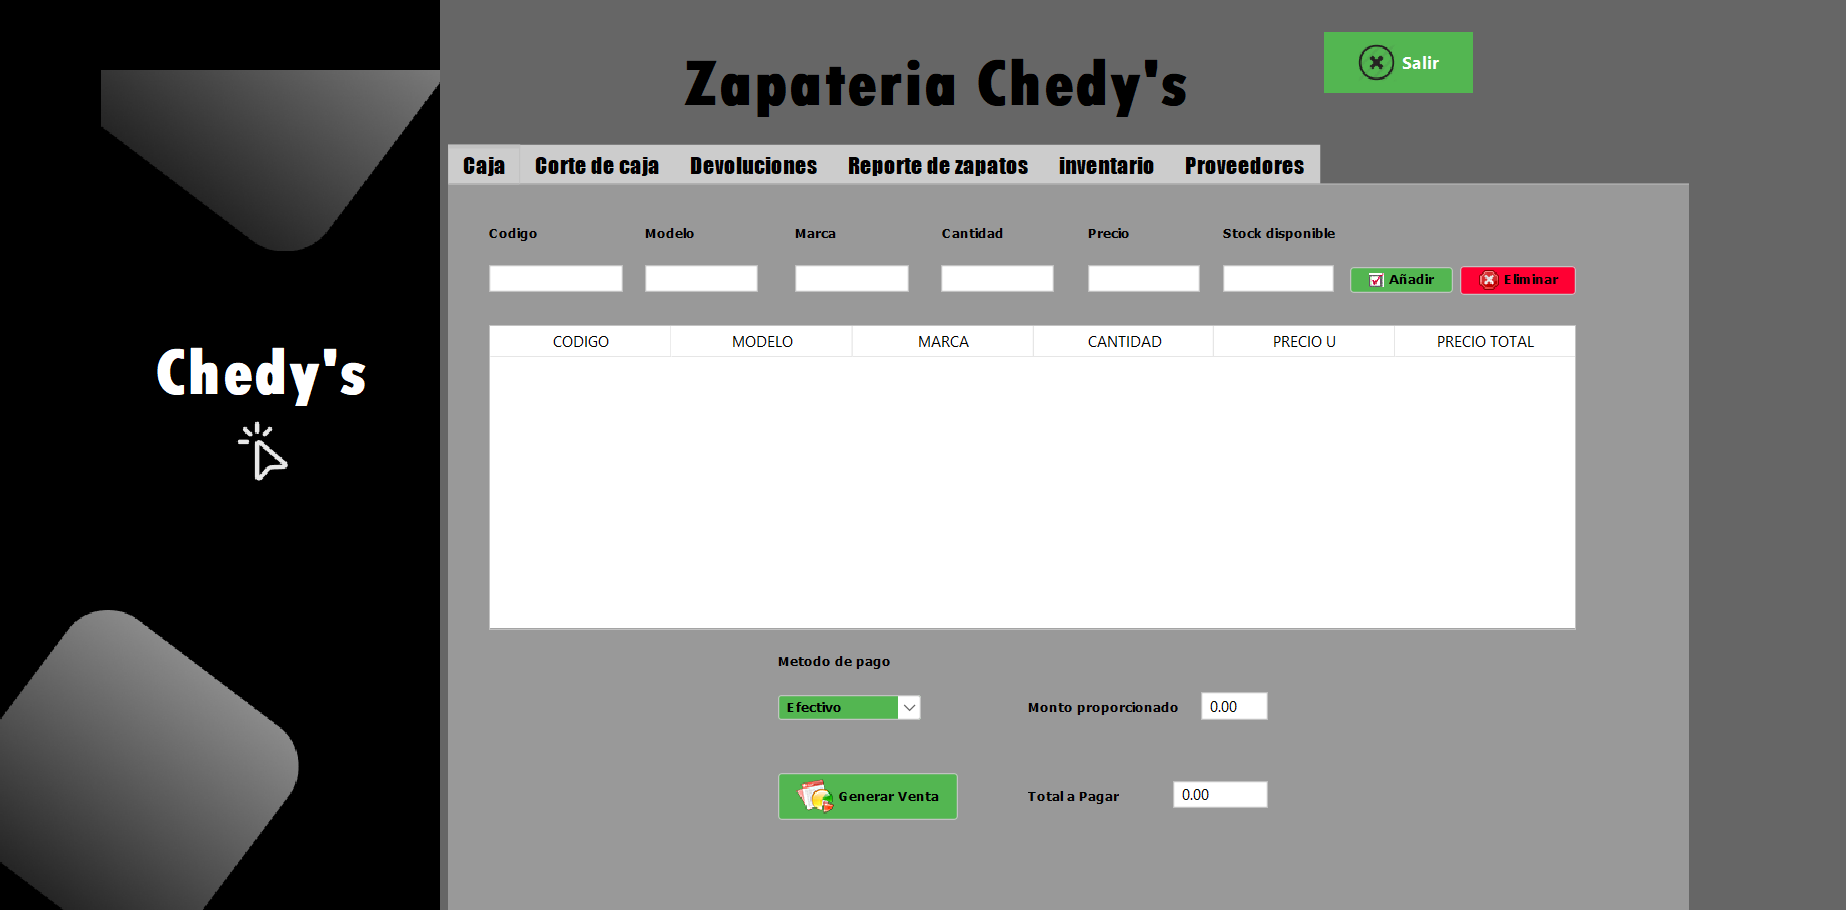 Zapateria Chedy's
Salir
Caja Corte de caja Devoluciones Reporte de zapatos inventario Proveedores
Codigo Modelo Marca Cantidad Precio Stock disponible
Añadir Eliminar
CODIGO MODELO MARCA CANTIDAD PRECIO U PRECIO TOTAL
Chedy's
Metodo de pago
Efectivo Monto proporcionado 0.00
Generar Venta Total a Pagar 0.00